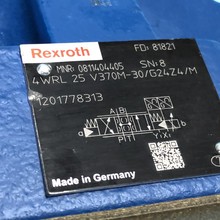 Rexroth FD: 81821
MNR: 0811404405 SN: 8
4WRL 25 V370M-30/G24Z4/M
1201778313
A(B)
P(T) Y(X)
Made in Germany